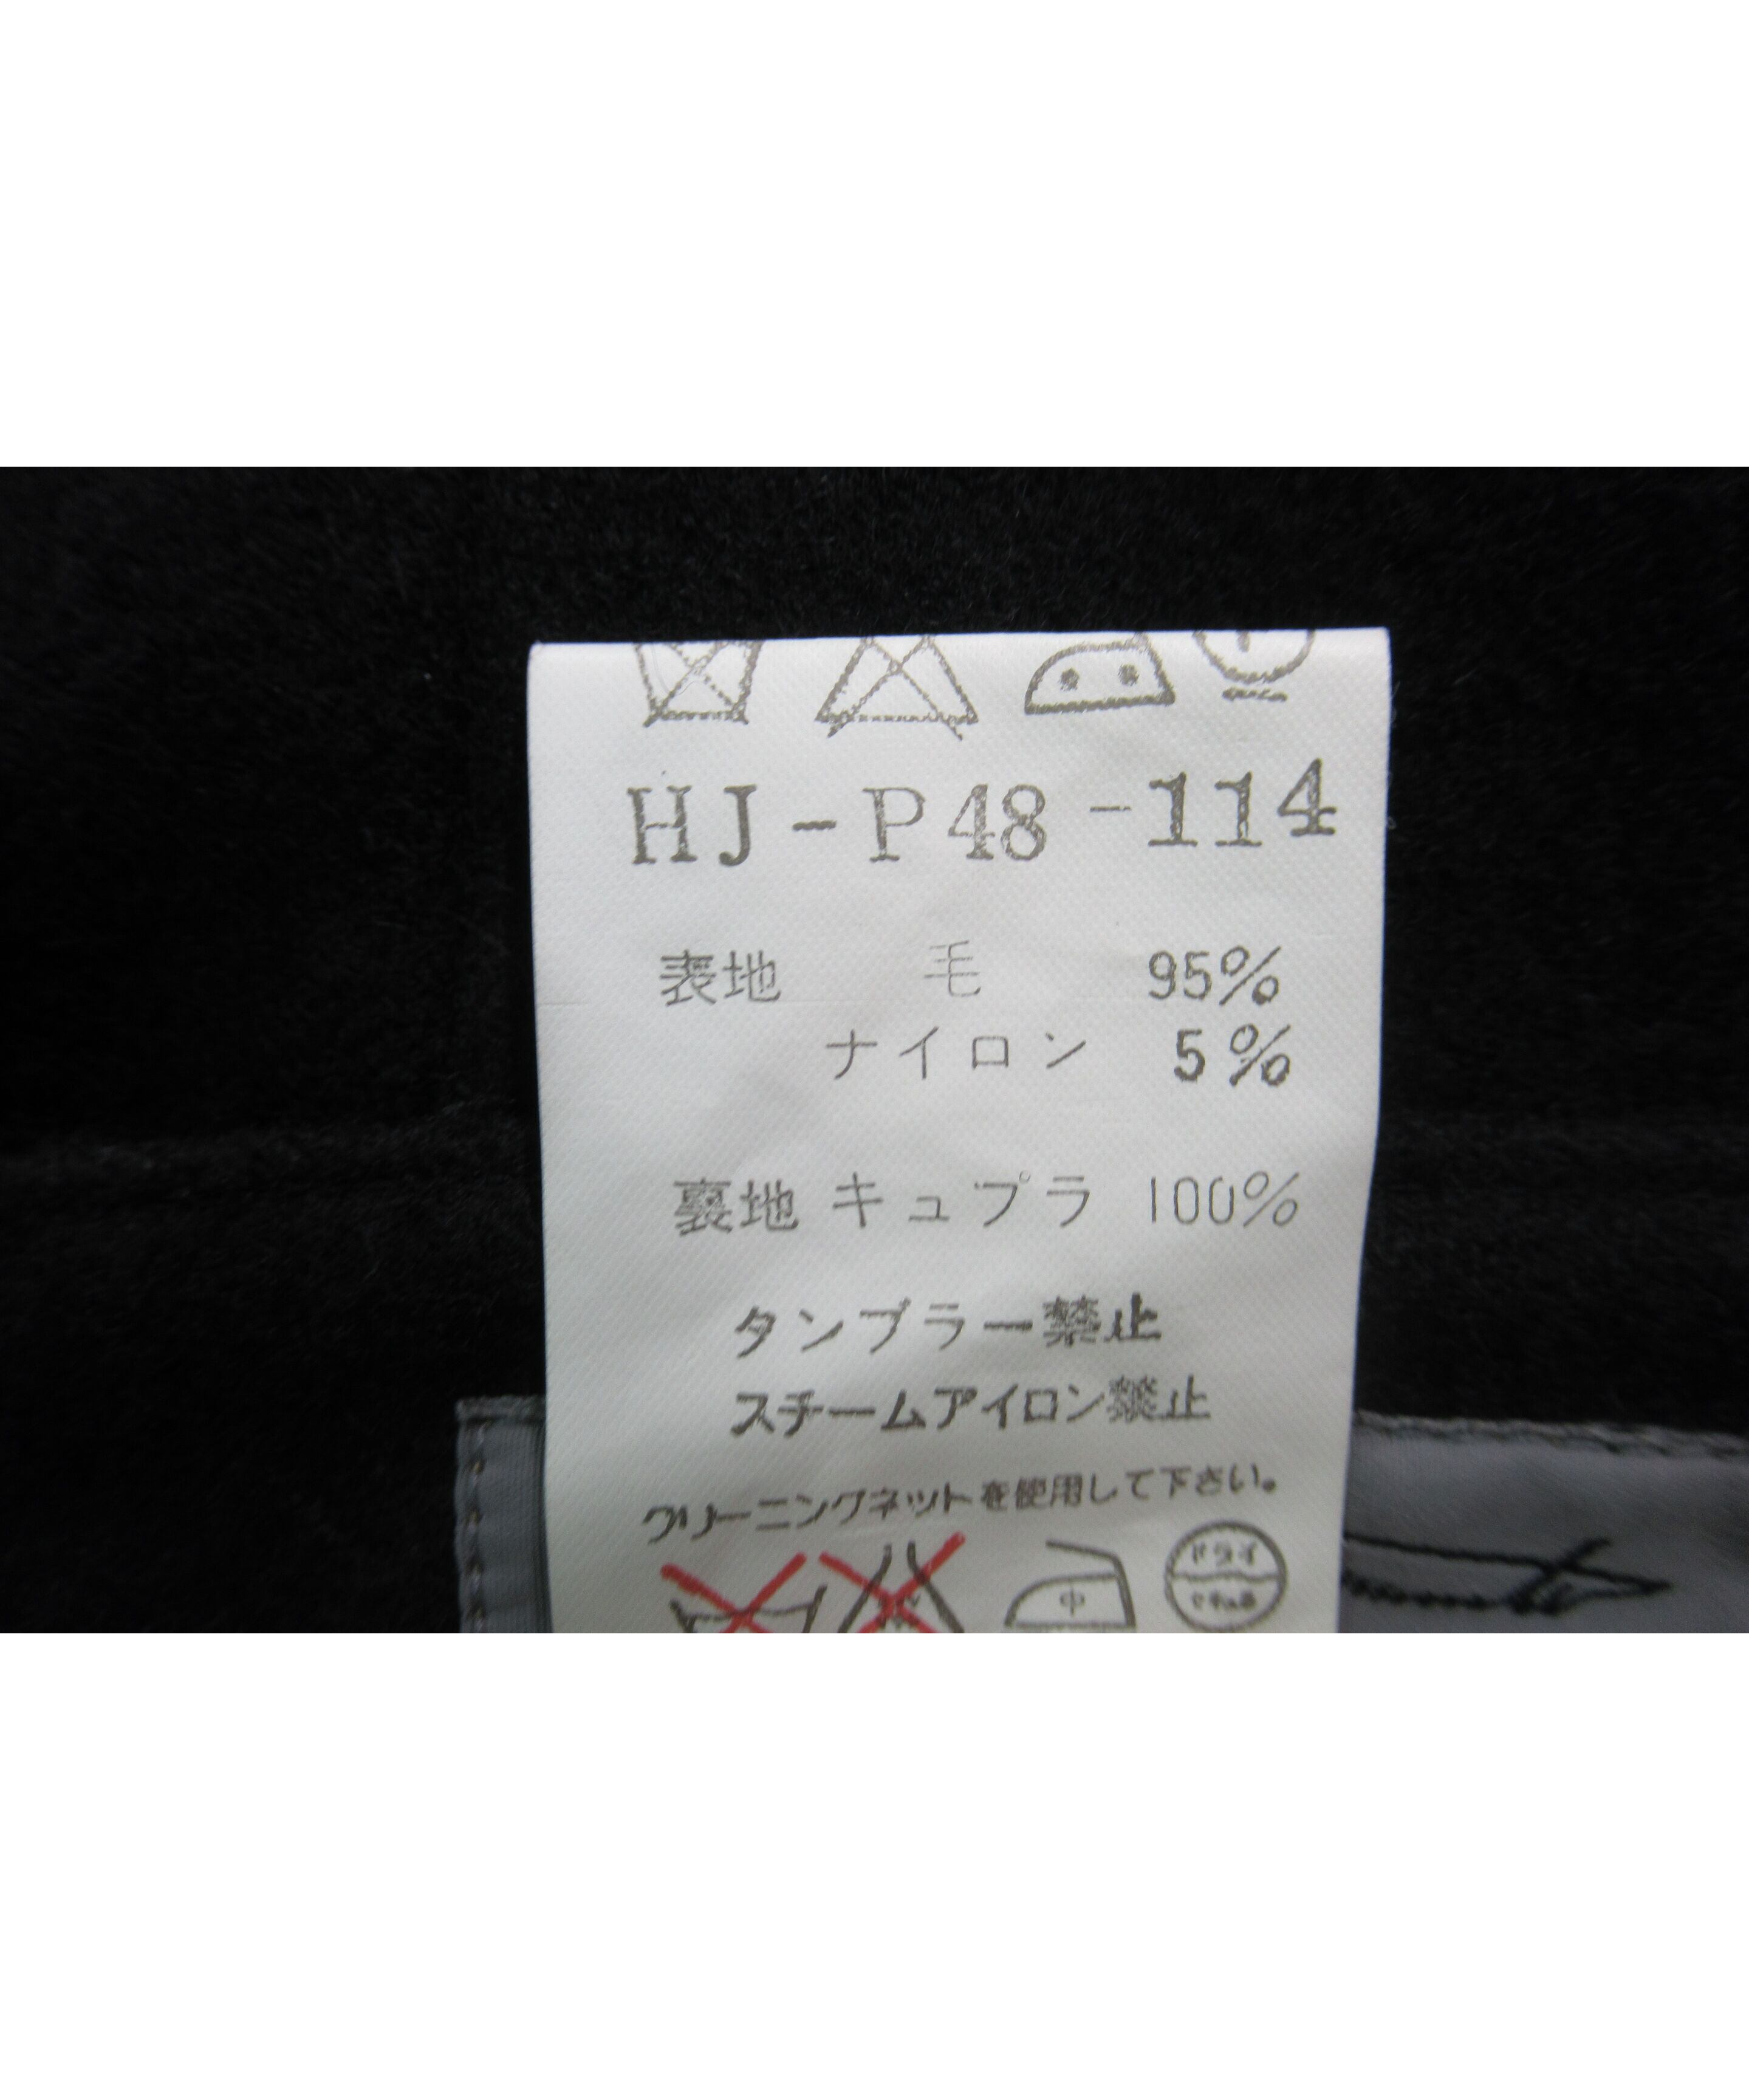 HJ-P48-114
表地 毛 95%
ナイロン 5%
裏地 キュプラ 100%
タンブラー禁止
スチームアイロン禁止
クリーニングネットを使用して下さい。
中
ドライ